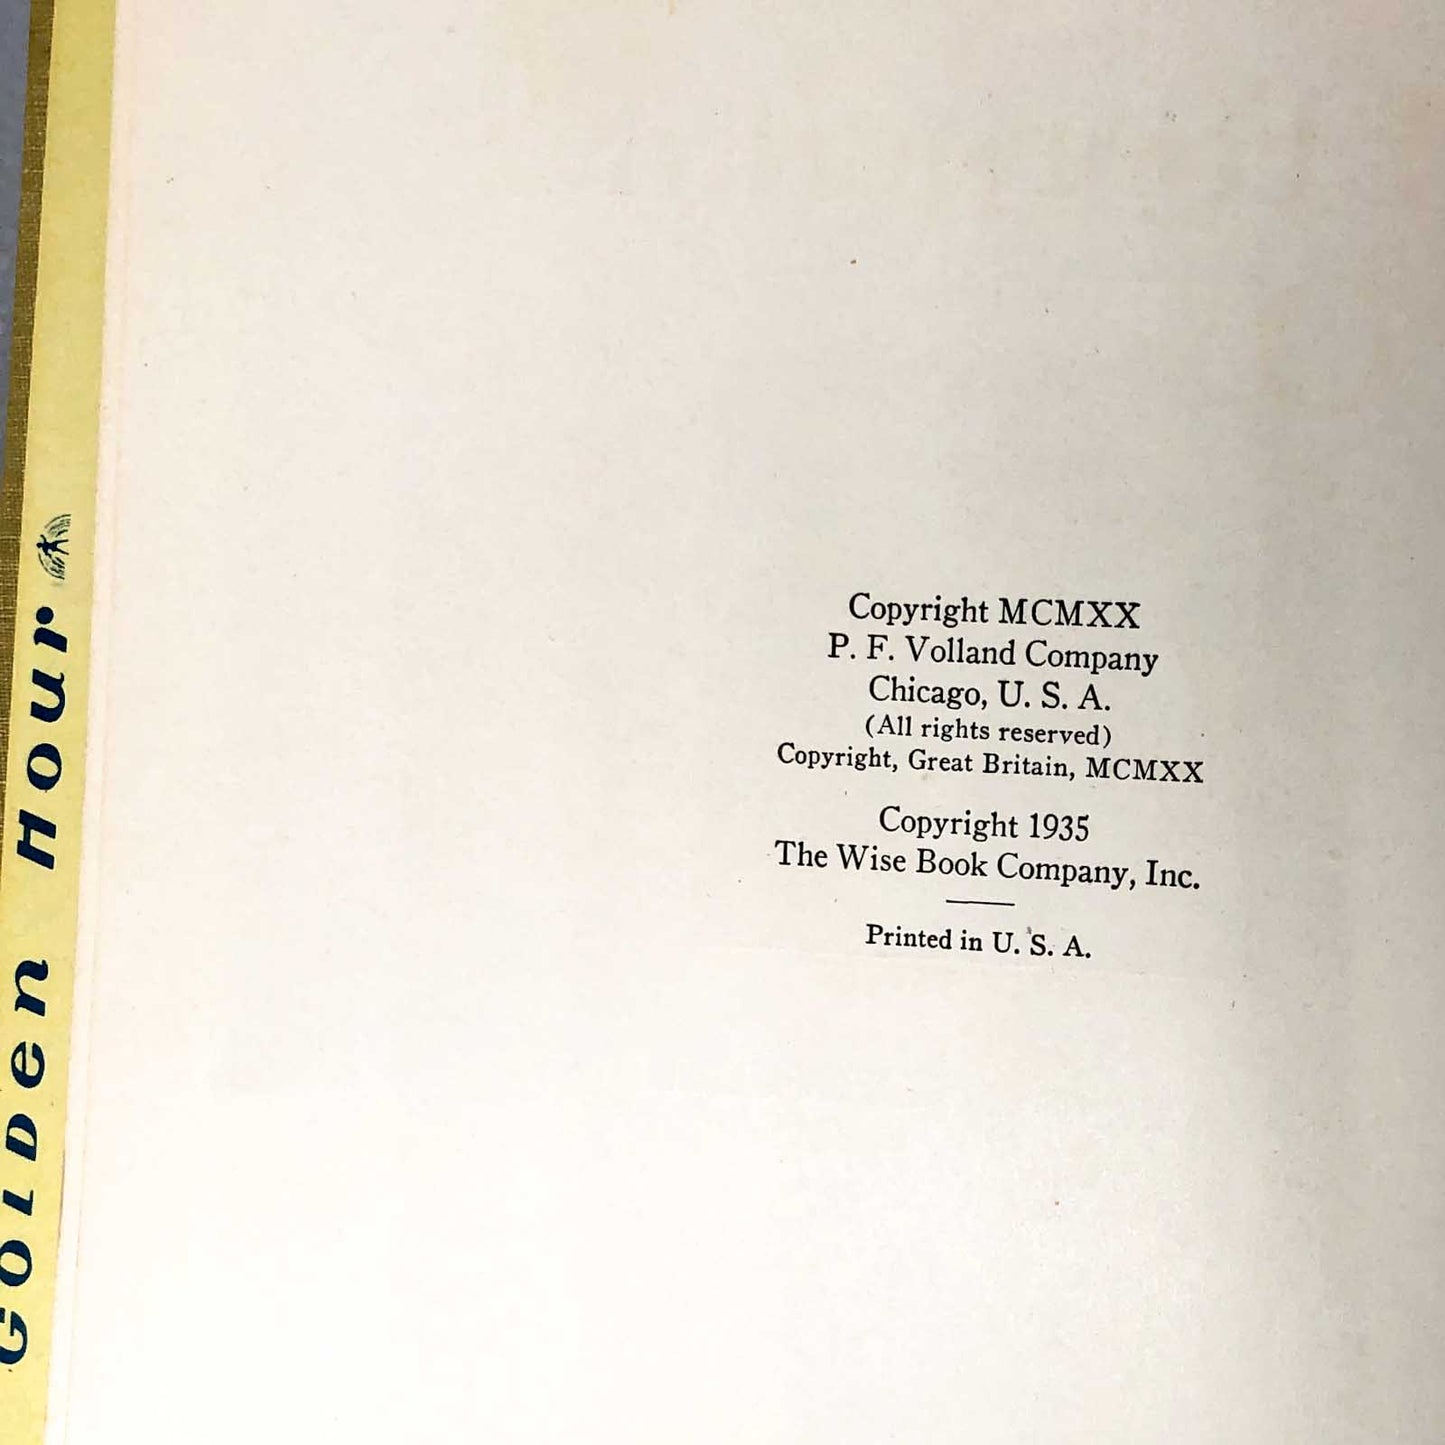 Golden Hour
Copyright MCMXX
P. F. Volland Company
Chicago, U. S. A.
(All rights reserved)
Copyright, Great Britain, MCMXX
Copyright 1935
The Wise Book Company, Inc.
Printed in U. S. A.